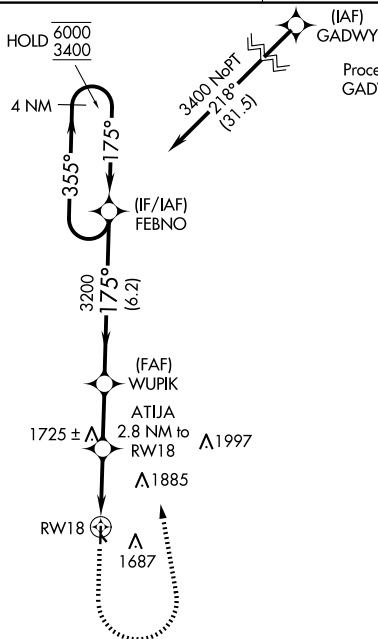 (IAF)
GADWY
HOLD 6000
3400
Proce
GAD
3400 NoPT
218°
(31.5)
4 NM
355°
175°
(IF/IAF)
FEBNO
3200
175°
(6.2)
(FAF)
WUPIK
ATIJA
1725 ±
2.8 NM to
RW18
1997
1885
RW18
1687